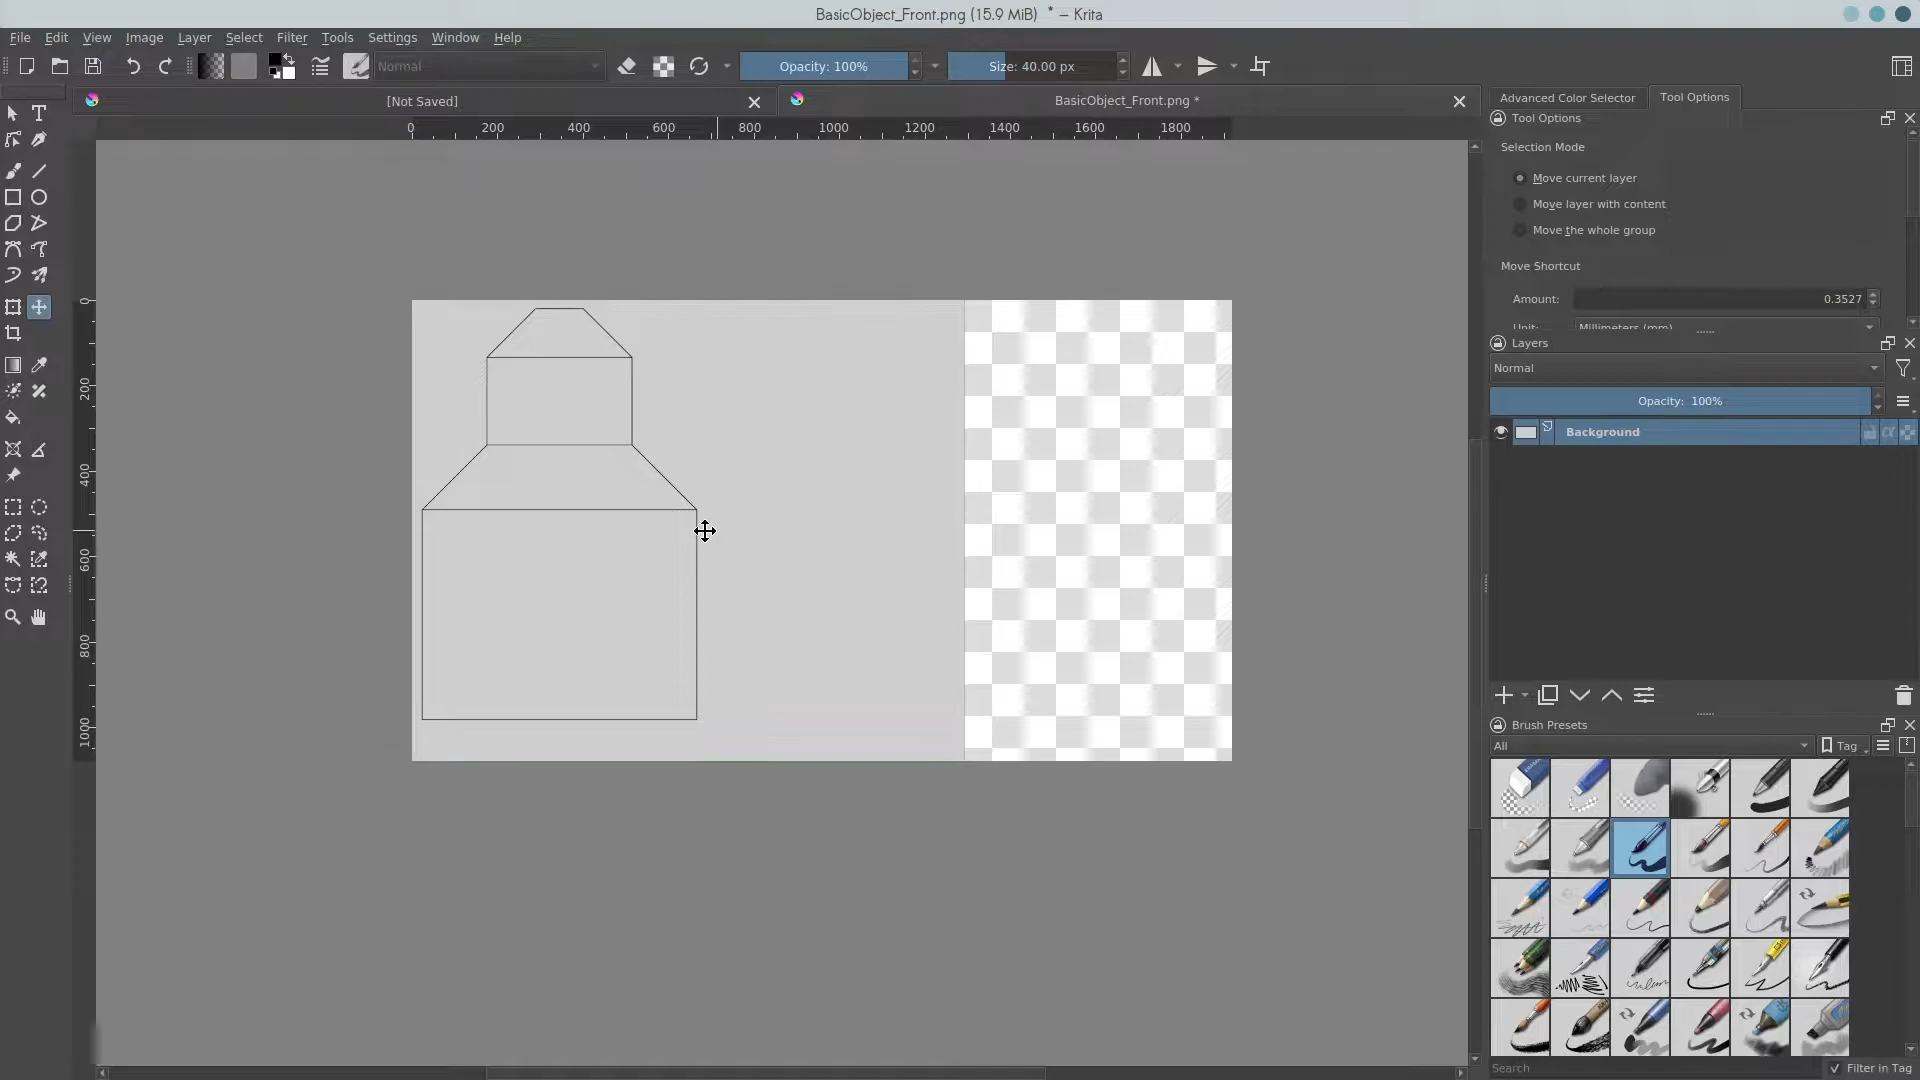 BasicObject_Front.png (15.9 MiB) * – Krita
File Edit View Image Layer Select Filter Tools Settings Window Help
Normal Opacity: 100% Size: 40.00 px
[Not Saved] BasicObject_Front.png *
Advanced Color Selector Tool Options
Tool Options
0 200 400 600 800 1000 1200 1400 1600 1800
Selection Mode
Move current layer
Move layer with content
Move the whole group
Move Shortcut
Amount: 0.3527
Unit: Millimeters (mm)
0
200
400
600
800
1000
Layers
Normal
Opacity: 100%
Background
Brush Presets
All Tag
Search Filter in Tag